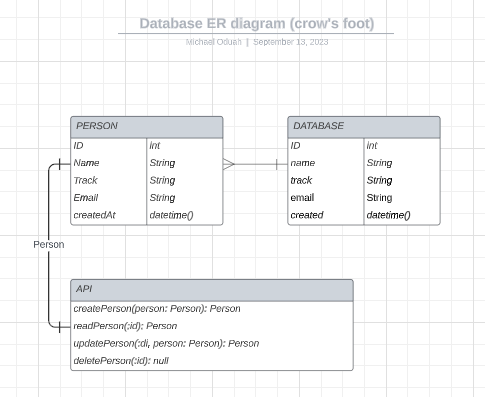 Database ER diagram (crow's foot)
Michael Oduah | September 13, 2023
PERSON
ID int
Name String
Track String
Email String
createdAt datetime()
DATABASE
ID int
name String
track String
email String
created datetime()
Person
API
createPerson(person: Person): Person
readPerson(:id): Person
updatePerson(:di, person: Person): Person
deletePerson(:id): null